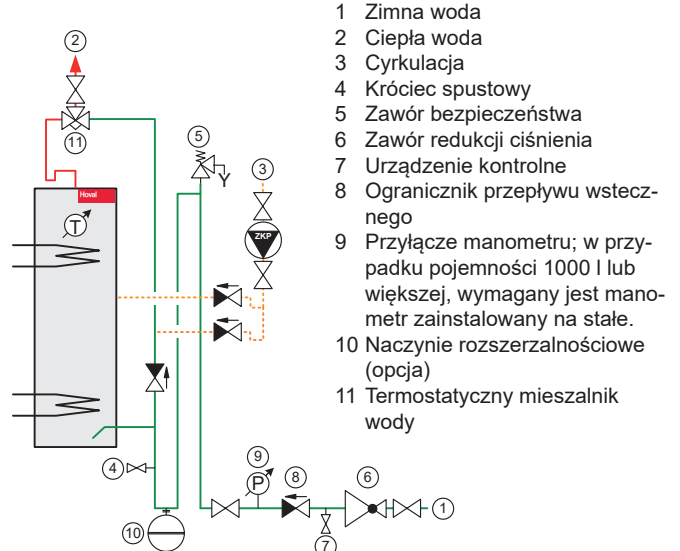 1 Zimna woda
2 Ciepła woda
3 Cyrkulacja
4 Króciec spustowy
5 Zawór bezpieczeństwa
6 Zawór redukcji ciśnienia
7 Urządzenie kontrolne
8 Ogranicznik przepływu wstecz-
nego
9 Przyłącze manometru; w przy-
padku pojemności 1000 l lub
większej, wymagany jest mano-
metr zainstalowany na stałe.
10 Naczynie rozszerzalnościowe
(opcja)
11 Termostatyczny mieszalnik
wody
2
11
5
3
Hoval
T
ZKP
4
9
P
8
6
1
10
7